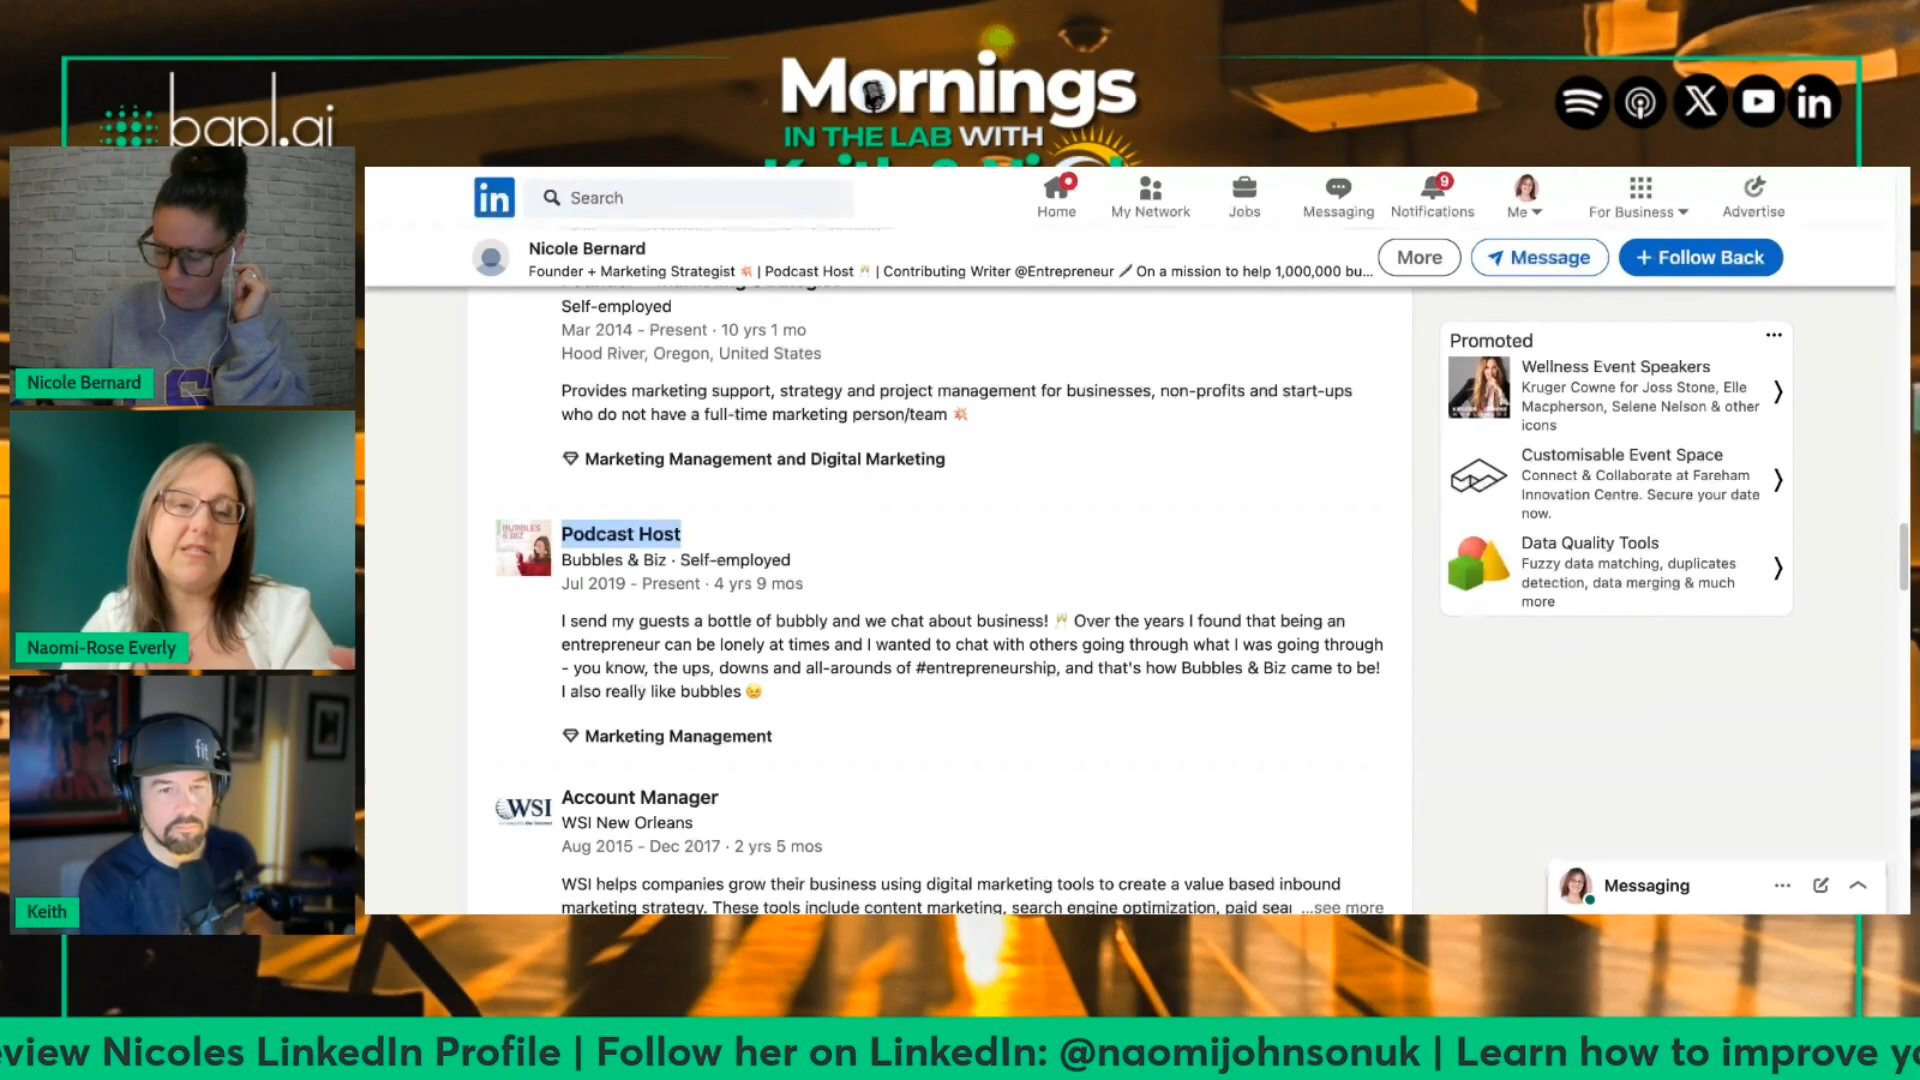 bapl.ai
Mornings
IN THE LAB WITH
Nicole Bernard
Naomi-Rose Everly
fit
Keith
in
Search
Home
My Network
Jobs
Messaging
9
Notifications
Me
For Business
Advertise
Nicole Bernard
Founder + Marketing Strategist 💥 | Podcast Host 🥂 | Contributing Writer @Entrepreneur 🖊 On a mission to help 1,000,000 bu...
More
Message
+ Follow Back
Self-employed
Mar 2014 - Present · 10 yrs 1 mo
Hood River, Oregon, United States
Provides marketing support, strategy and project management for businesses, non-profits and start-ups
who do not have a full-time marketing person/team 💥
Marketing Management and Digital Marketing
BUBBLES
& BIZ
Podcast Host
Bubbles & Biz · Self-employed
Jul 2019 - Present · 4 yrs 9 mos
I send my guests a bottle of bubbly and we chat about business! 🥂 Over the years I found that being an
entrepreneur can be lonely at times and I wanted to chat with others going through what I was going through
- you know, the ups, downs and all-arounds of #entrepreneurship, and that's how Bubbles & Biz came to be!
I also really like bubbles 😉
Marketing Management
WSI
Account Manager
WSI New Orleans
Aug 2015 - Dec 2017 · 2 yrs 5 mos
WSI helps companies grow their business using digital marketing tools to create a value based inbound
marketing strategy. These tools include content marketing, search engine optimization, paid sear ...see more
Promoted
Wellness Event Speakers
Kruger Cowne for Joss Stone, Elle
Macpherson, Selene Nelson & other
icons
Customisable Event Space
Connect & Collaborate at Fareham
Innovation Centre. Secure your date
now.
Data Quality Tools
Fuzzy data matching, duplicates
detection, data merging & much
more
Messaging
view Nicoles LinkedIn Profile | Follow her on LinkedIn: @naomijohnsonuk | Learn how to improve